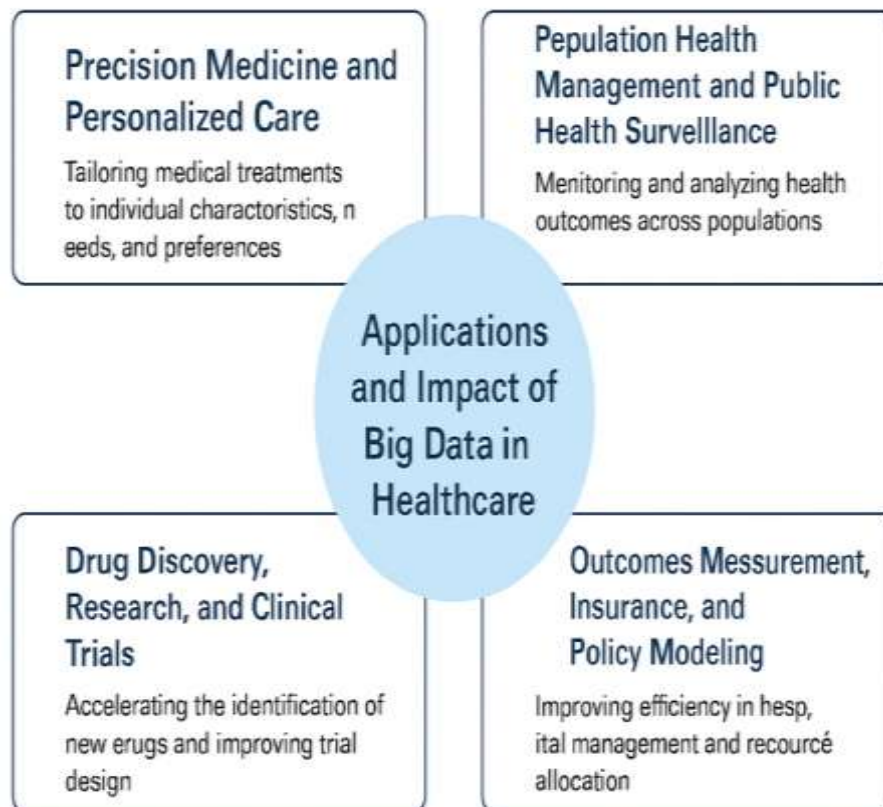 Precision Medicine and
Personalized Care
Tailoring medical treatments
to individual charactoristics, n
eeds, and preferences
Pepulation Health
Management and Public
Health Survelllance
Menitoring and analyzing health
outcomes across populations
Applications
and Impact of
Big Data in
Healthcare
Drug Discovery,
Research, and Clinical
Trials
Accelerating the identification of
new erugs and improving trial
design
Outcomes Messurement,
Insurance, and
Policy Modeling
Improving efficiency in hesp,
ital management and recourcé
allocation